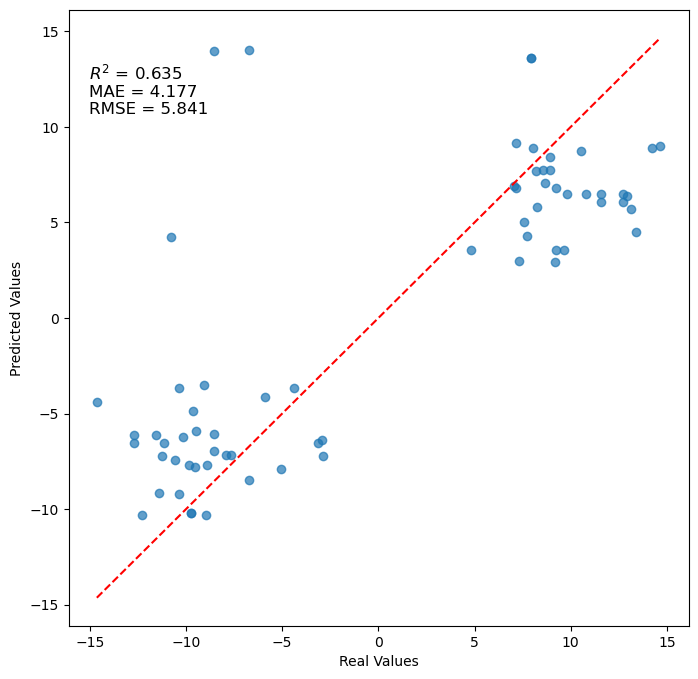 15
10
5
0
−5
−10
−15
R² = 0.635
MAE = 4.177
RMSE = 5.841
Predicted Values
−15 −10 −5 0 5 10 15
Real Values